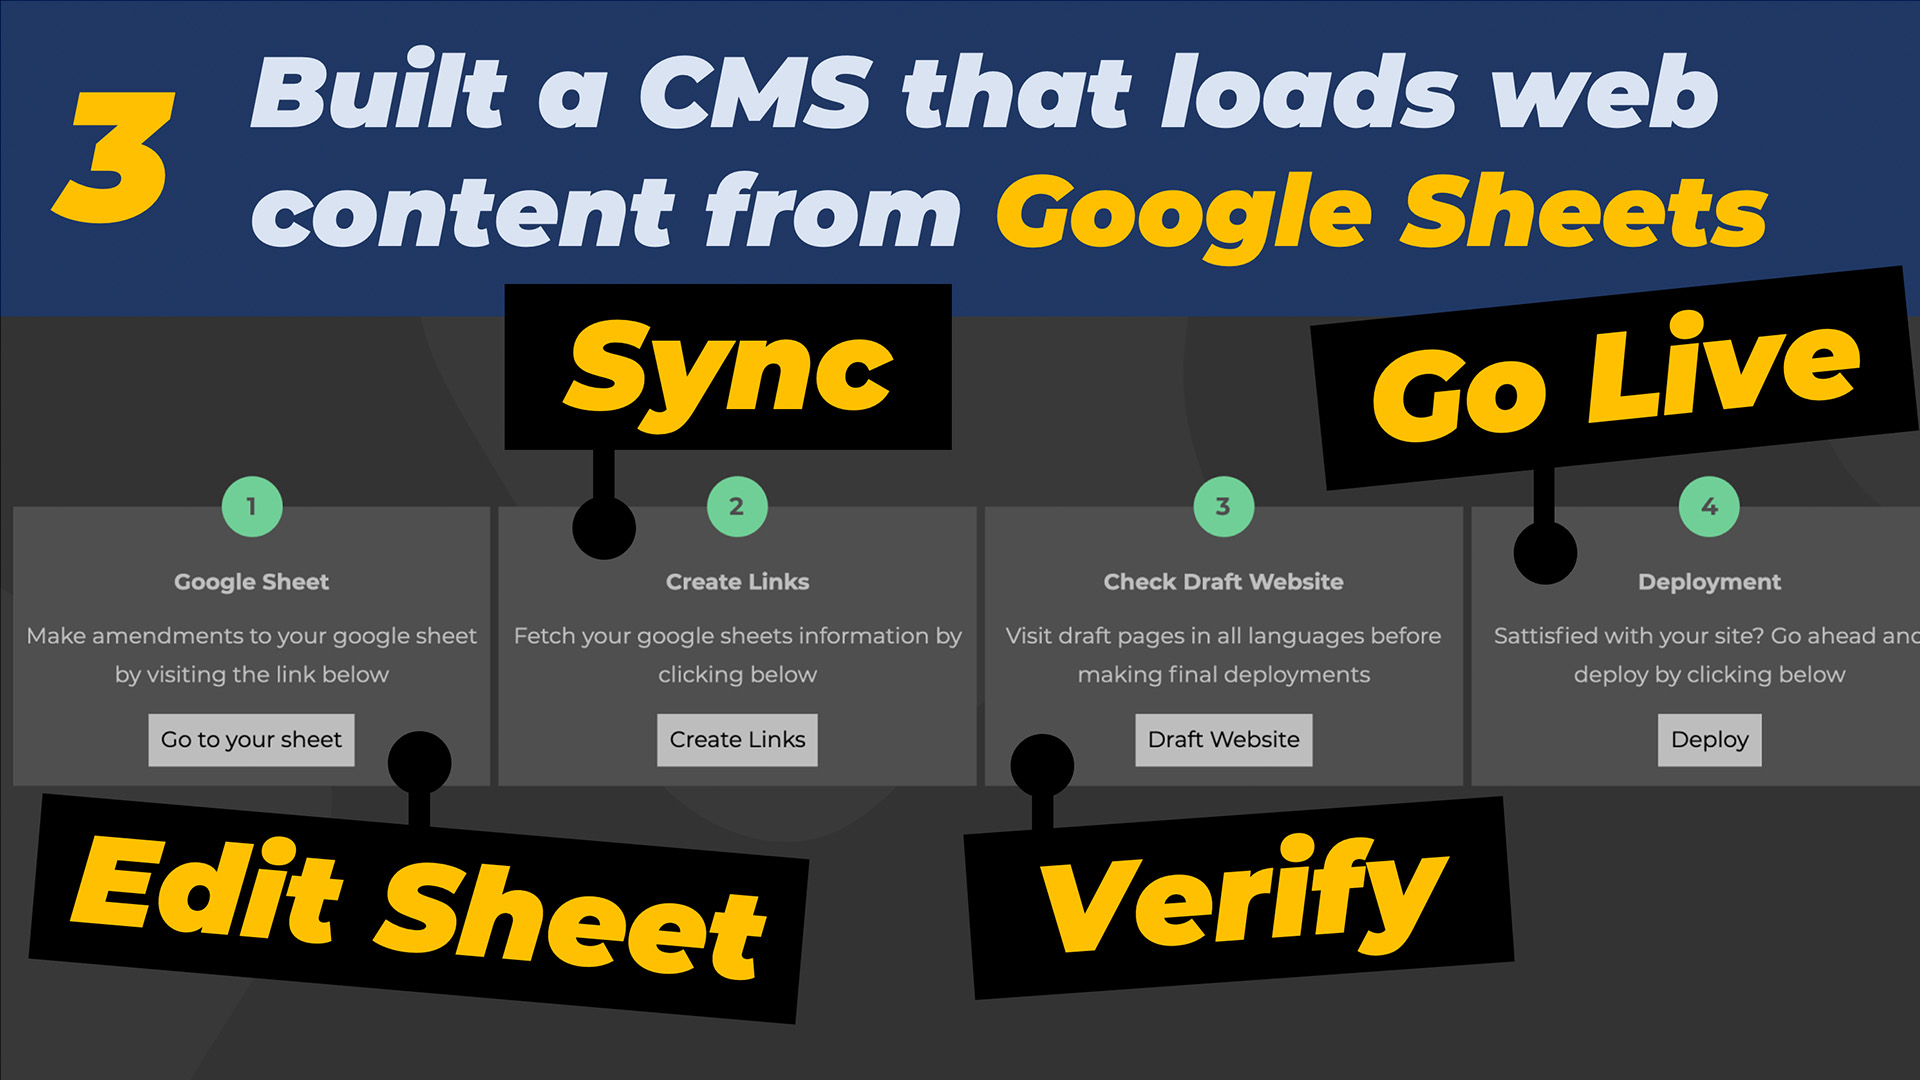 3
Built a CMS that loads web
content from Google Sheets
Sync
Go Live
1
Google Sheet
Make amendments to your google sheet
by visiting the link below
Go to your sheet
2
Create Links
Fetch your google sheets information by
clicking below
Create Links
3
Check Draft Website
Visit draft pages in all languages before
making final deployments
Draft Website
4
Deployment
Sattisfied with your site? Go ahead and
deploy by clicking below
Deploy
Edit Sheet
Verify